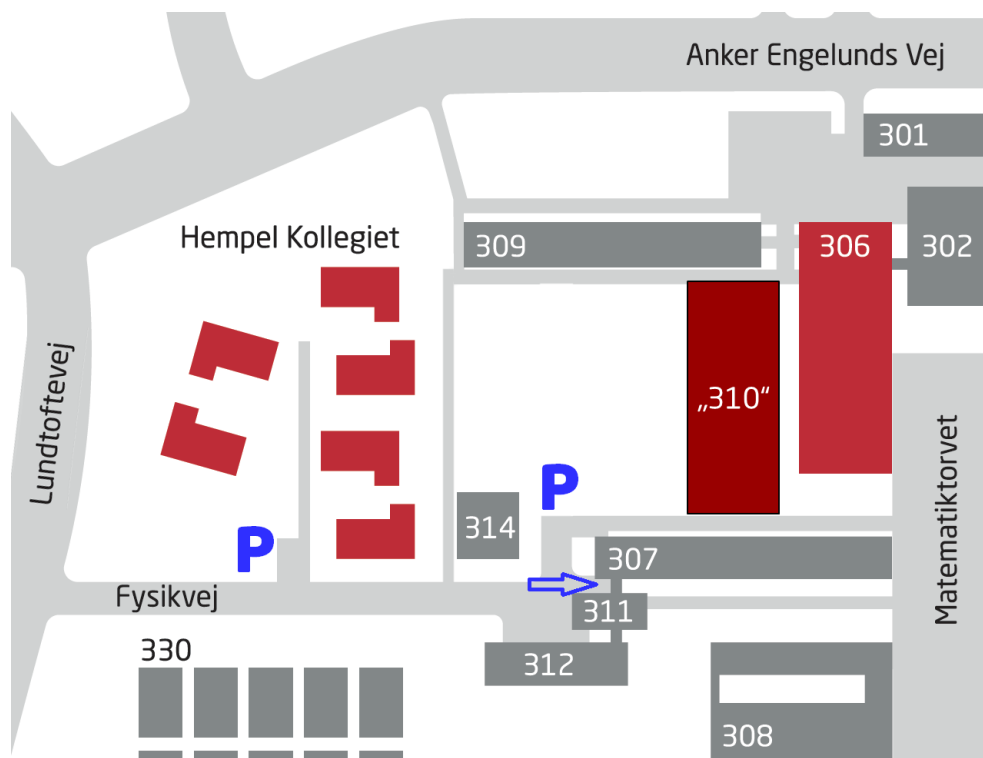 Anker Engelunds Vej
301
Hempel Kollegiet
309
306
302
„310“
Lundtoftevej
P
314
P
307
Matematiktorvet
Fysikvej
311
330
312
308